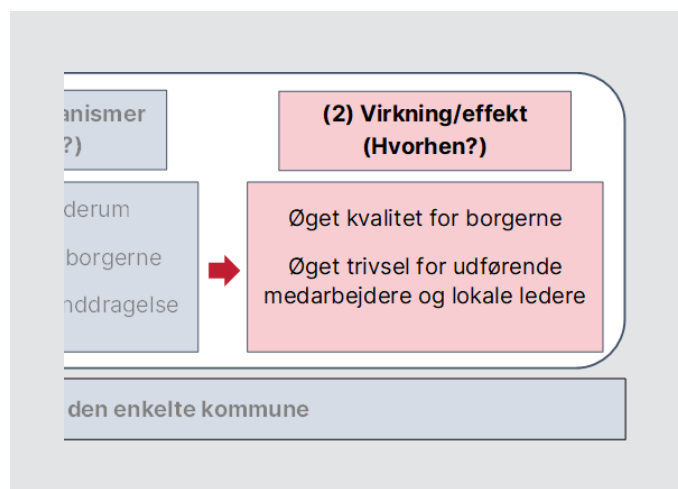 anismer
?)
(2) Virkning/effekt
(Hvorhen?)
derum
borgerne
nddragelse
Øget kvalitet for borgerne
Øget trivsel for udførende
medarbejdere og lokale ledere
den enkelte kommune